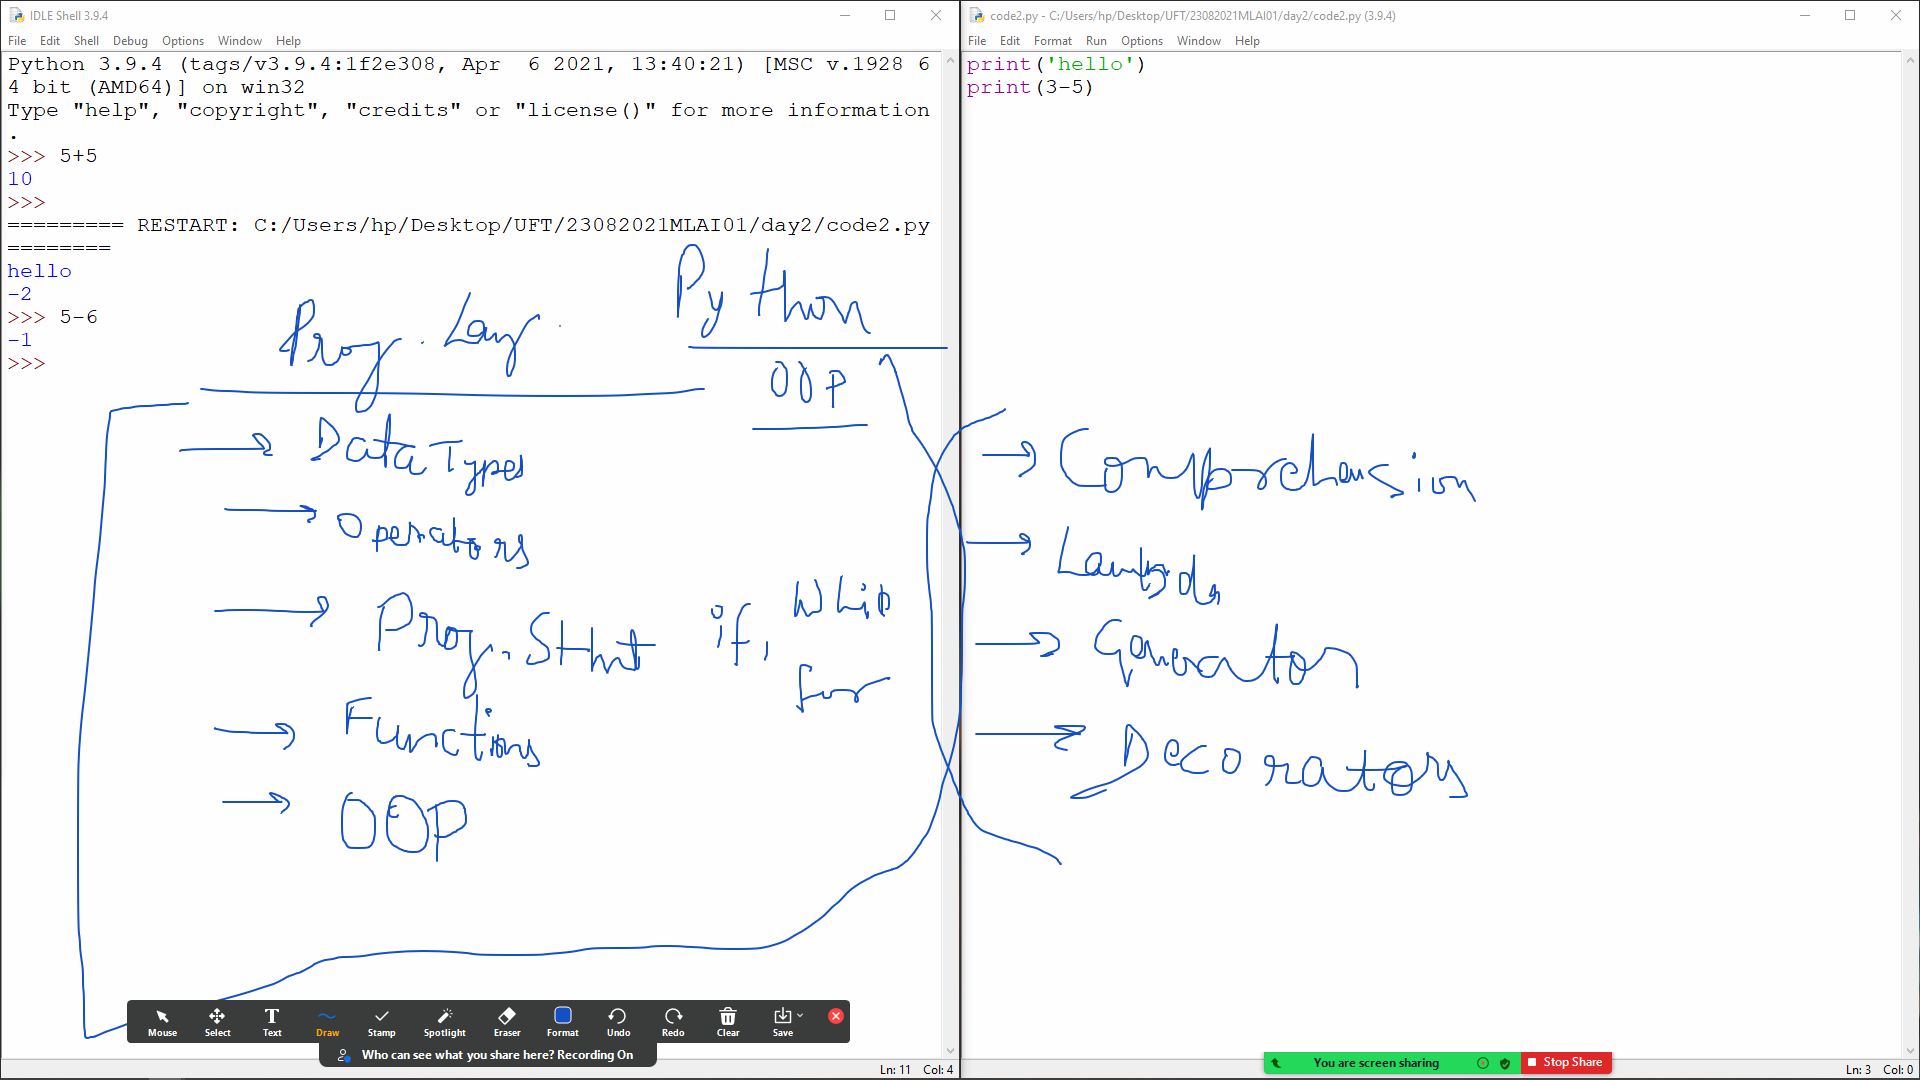 IDLE Shell 3.9.4
File Edit Shell Debug Options Window Help
Python 3.9.4 (tags/v3.9.4:1f2e308, Apr  6 2021, 13:40:21) [MSC v.1928 6
4 bit (AMD64)] on win32
Type "help", "copyright", "credits" or "license()" for more information
.
>>> 5+5
10
>>>
========= RESTART: C:/Users/hp/Desktop/UFT/23082021MLAI01/day2/code2.py
========
hello
-2
>>> 5-6
-1
>>>
Python
Prog. Lang
OOP
Data Types
Operators
Prog. Stmt if, while
for
Functions
OOP
Mouse Select Text Draw Stamp Spotlight Eraser Format Undo Redo Clear Save
Who can see what you share here? Recording On
Ln: 11 Col: 4
code2.py - C:/Users/hp/Desktop/UFT/23082021MLAI01/day2/code2.py (3.9.4)
File Edit Format Run Options Window Help
print('hello')
print(3-5)
Comprehension
Lambda
Generator
Decorators
You are screen sharing Stop Share
Ln: 3 Col: 0